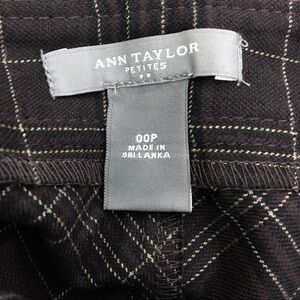 ANN TAYLOR
PETITES
00P
MADE IN
SRI LANKA